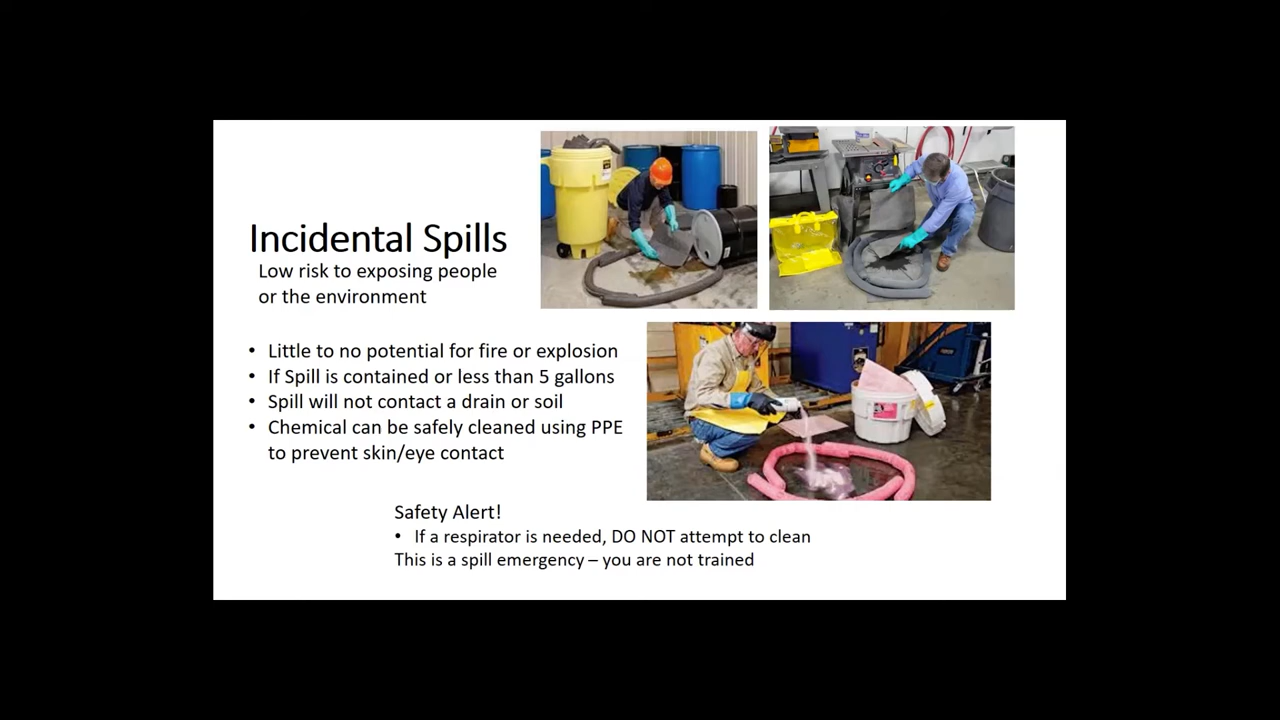 Incidental Spills
Low risk to exposing people
or the environment
• Little to no potential for fire or explosion
• If Spill is contained or less than 5 gallons
• Spill will not contact a drain or soil
• Chemical can be safely cleaned using PPE
to prevent skin/eye contact
Safety Alert!
• If a respirator is needed, DO NOT attempt to clean
This is a spill emergency – you are not trained